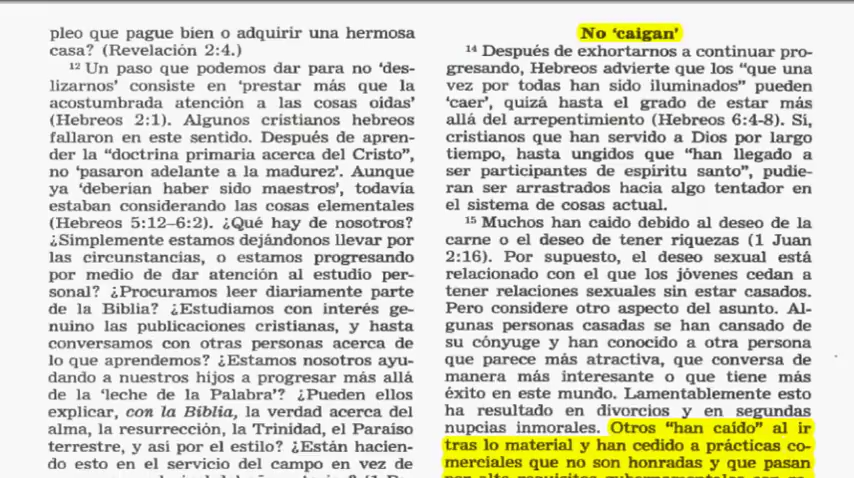 pleo que pague bien o adquirir una hermosa
casa? (Revelación 2:4.)
12 Un paso que podemos dar para no ‘des-
lizarnos’ consiste en ‘prestar más que la
acostumbrada atención a las cosas oídas’
(Hebreos 2:1). Algunos cristianos hebreos
fallaron en este sentido. Después de apren-
der la “doctrina primaria acerca del Cristo”,
no ‘pasaron adelante a la madurez’. Aunque
ya ‘deberían haber sido maestros’, todavía
estaban considerando las cosas elementales
(Hebreos 5:12–6:2). ¿Qué hay de nosotros?
¿Simplemente estamos dejándonos llevar por
las circunstancias, o estamos progresando
por medio de dar atención al estudio per-
sonal? ¿Procuramos leer diariamente parte
de la Biblia? ¿Estudiamos con interés ge-
nuino las publicaciones cristianas, y hasta
conversamos con otras personas acerca de
lo que aprendemos? ¿Estamos nosotros ayu-
dando a nuestros hijos a progresar más allá
de la ‘leche de la Palabra’? ¿Pueden ellos
explicar, con la Biblia, la verdad acerca del
alma, la resurrección, la Trinidad, el Paraíso
terrestre, y así por el estilo? ¿Están hacien-
do esto en el servicio del campo en vez de
No ‘caigan’
14 Después de exhortarnos a continuar pro-
gresando, Hebreos advierte que los “que una
vez por todas han sido iluminados” pueden
‘caer’, quizá hasta el grado de estar más
allá del arrepentimiento (Hebreos 6:4-8). Sí,
cristianos que han servido a Dios por largo
tiempo, hasta ungidos que “han llegado a
ser participantes de espíritu santo”, pudie-
ran ser arrastrados hacia algo tentador en
el sistema de cosas actual.
15 Muchos han caído debido al deseo de la
carne o el deseo de tener riquezas (1 Juan
2:16). Por supuesto, el deseo sexual está
relacionado con el que los jóvenes cedan a
tener relaciones sexuales sin estar casados.
Pero considere otro aspecto del asunto. Al-
gunas personas casadas se han cansado de
su cónyuge y han conocido a otra persona
que parece más atractiva, que conversa de
manera más interesante o que tiene más
éxito en este mundo. Lamentablemente esto
ha resultado en divorcios y en segundas
nupcias inmorales. Otros “han caído” al ir
tras lo material y han cedido a prácticas co-
merciales que no son honradas y que pasan